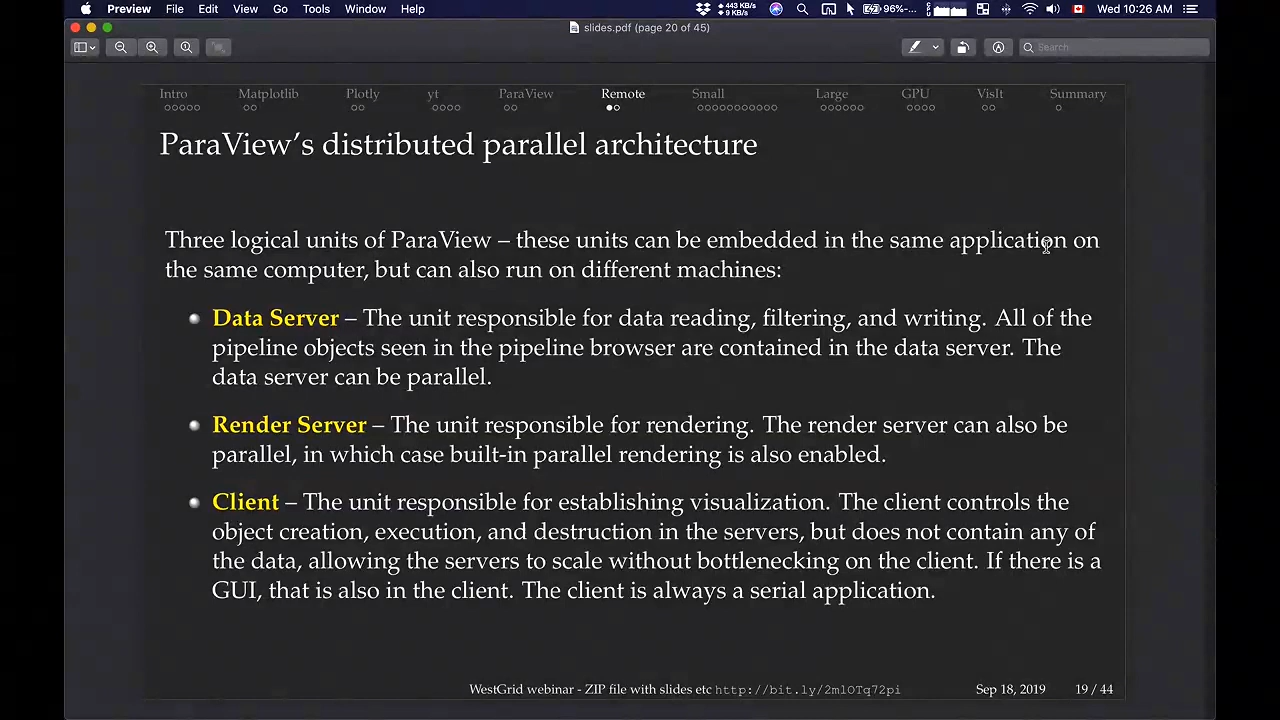 Preview File Edit View Go Tools Window Help 443 KB/s 9 KB/s 96%... Wed 10:26 AM
slides.pdf (page 20 of 45)
Search
Intro Matplotlib Plotly yt ParaView Remote Small Large GPU VisIt Summary
ParaView's distributed parallel architecture
Three logical units of ParaView – these units can be embedded in the same application on
the same computer, but can also run on different machines:
Data Server – The unit responsible for data reading, filtering, and writing. All of the
pipeline objects seen in the pipeline browser are contained in the data server. The
data server can be parallel.
Render Server – The unit responsible for rendering. The render server can also be
parallel, in which case built-in parallel rendering is also enabled.
Client – The unit responsible for establishing visualization. The client controls the
object creation, execution, and destruction in the servers, but does not contain any of
the data, allowing the servers to scale without bottlenecking on the client. If there is a
GUI, that is also in the client. The client is always a serial application.
WestGrid webinar - ZIP file with slides etc http://bit.ly/2mlOTq72pi Sep 18, 2019 19 / 44